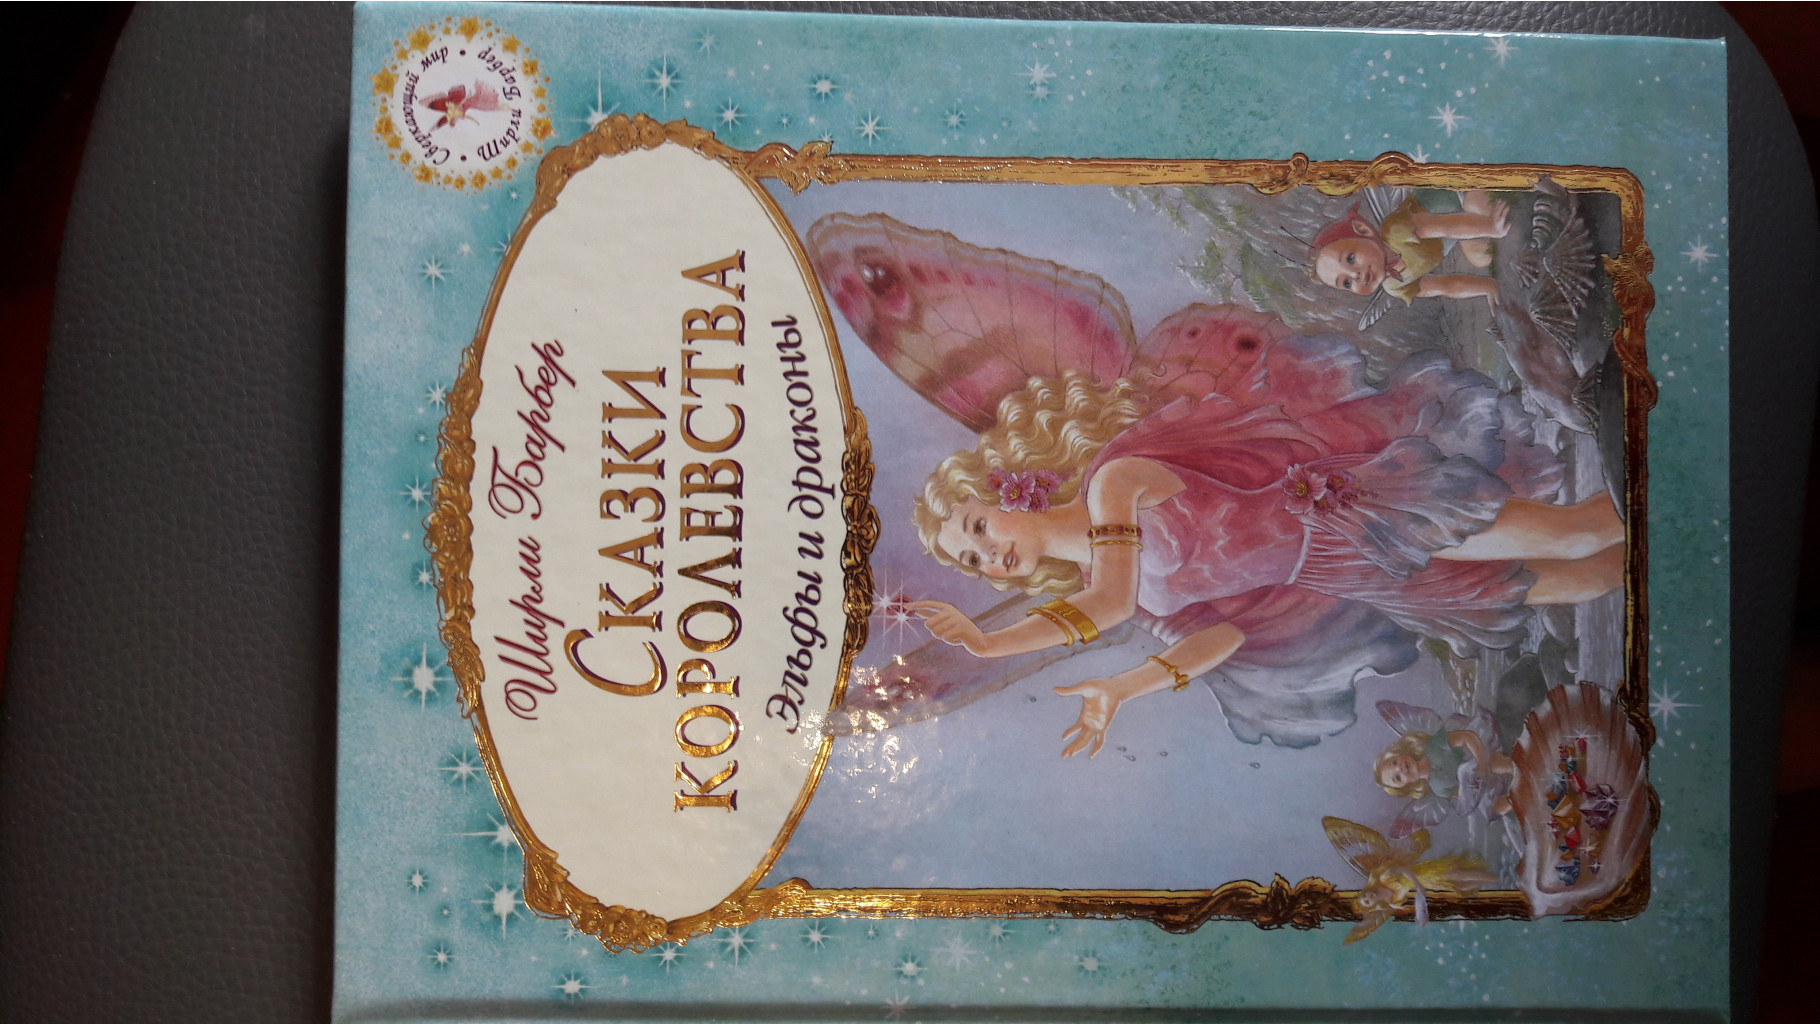 Сверкающий мир • Ширли Барбер •
Ширли Барбер
Сказки
королевства
Эльфы и драконы